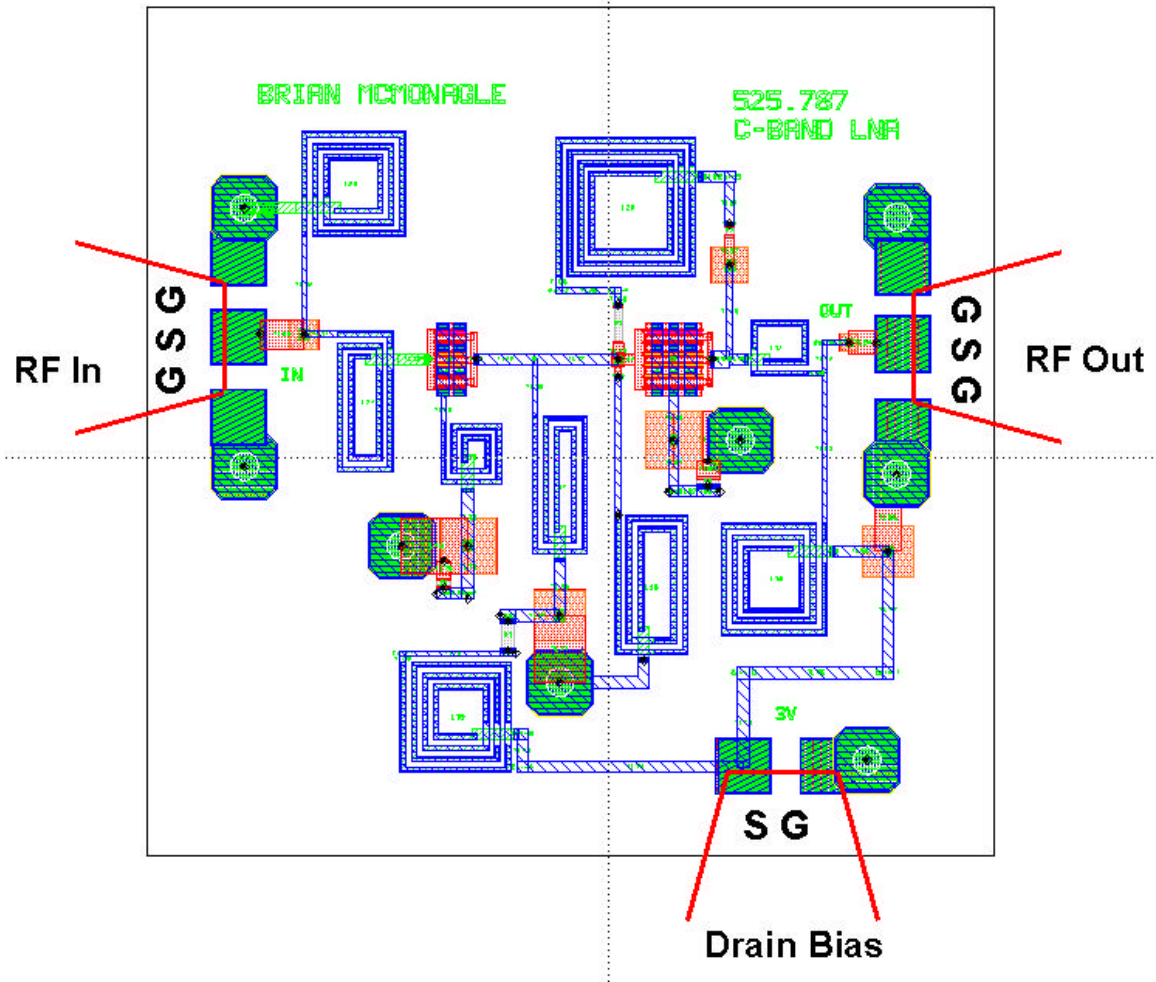 BRIAN MCMONAGLE
525.787
C-BAND LNA
G S G
RF In
IN
OUT
G S G
RF Out
3V
S G
Drain Bias